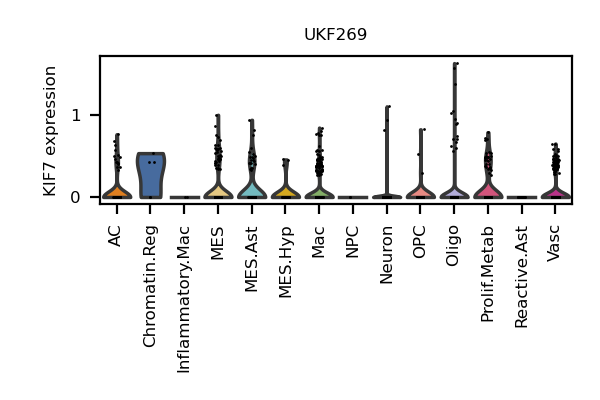 UKF269
KIF7 expression
1
0
AC
Chromatin.Reg
Inflammatory.Mac
MES
MES.Ast
MES.Hyp
Mac
NPC
Neuron
OPC
Oligo
Prolif.Metab
Reactive.Ast
Vasc